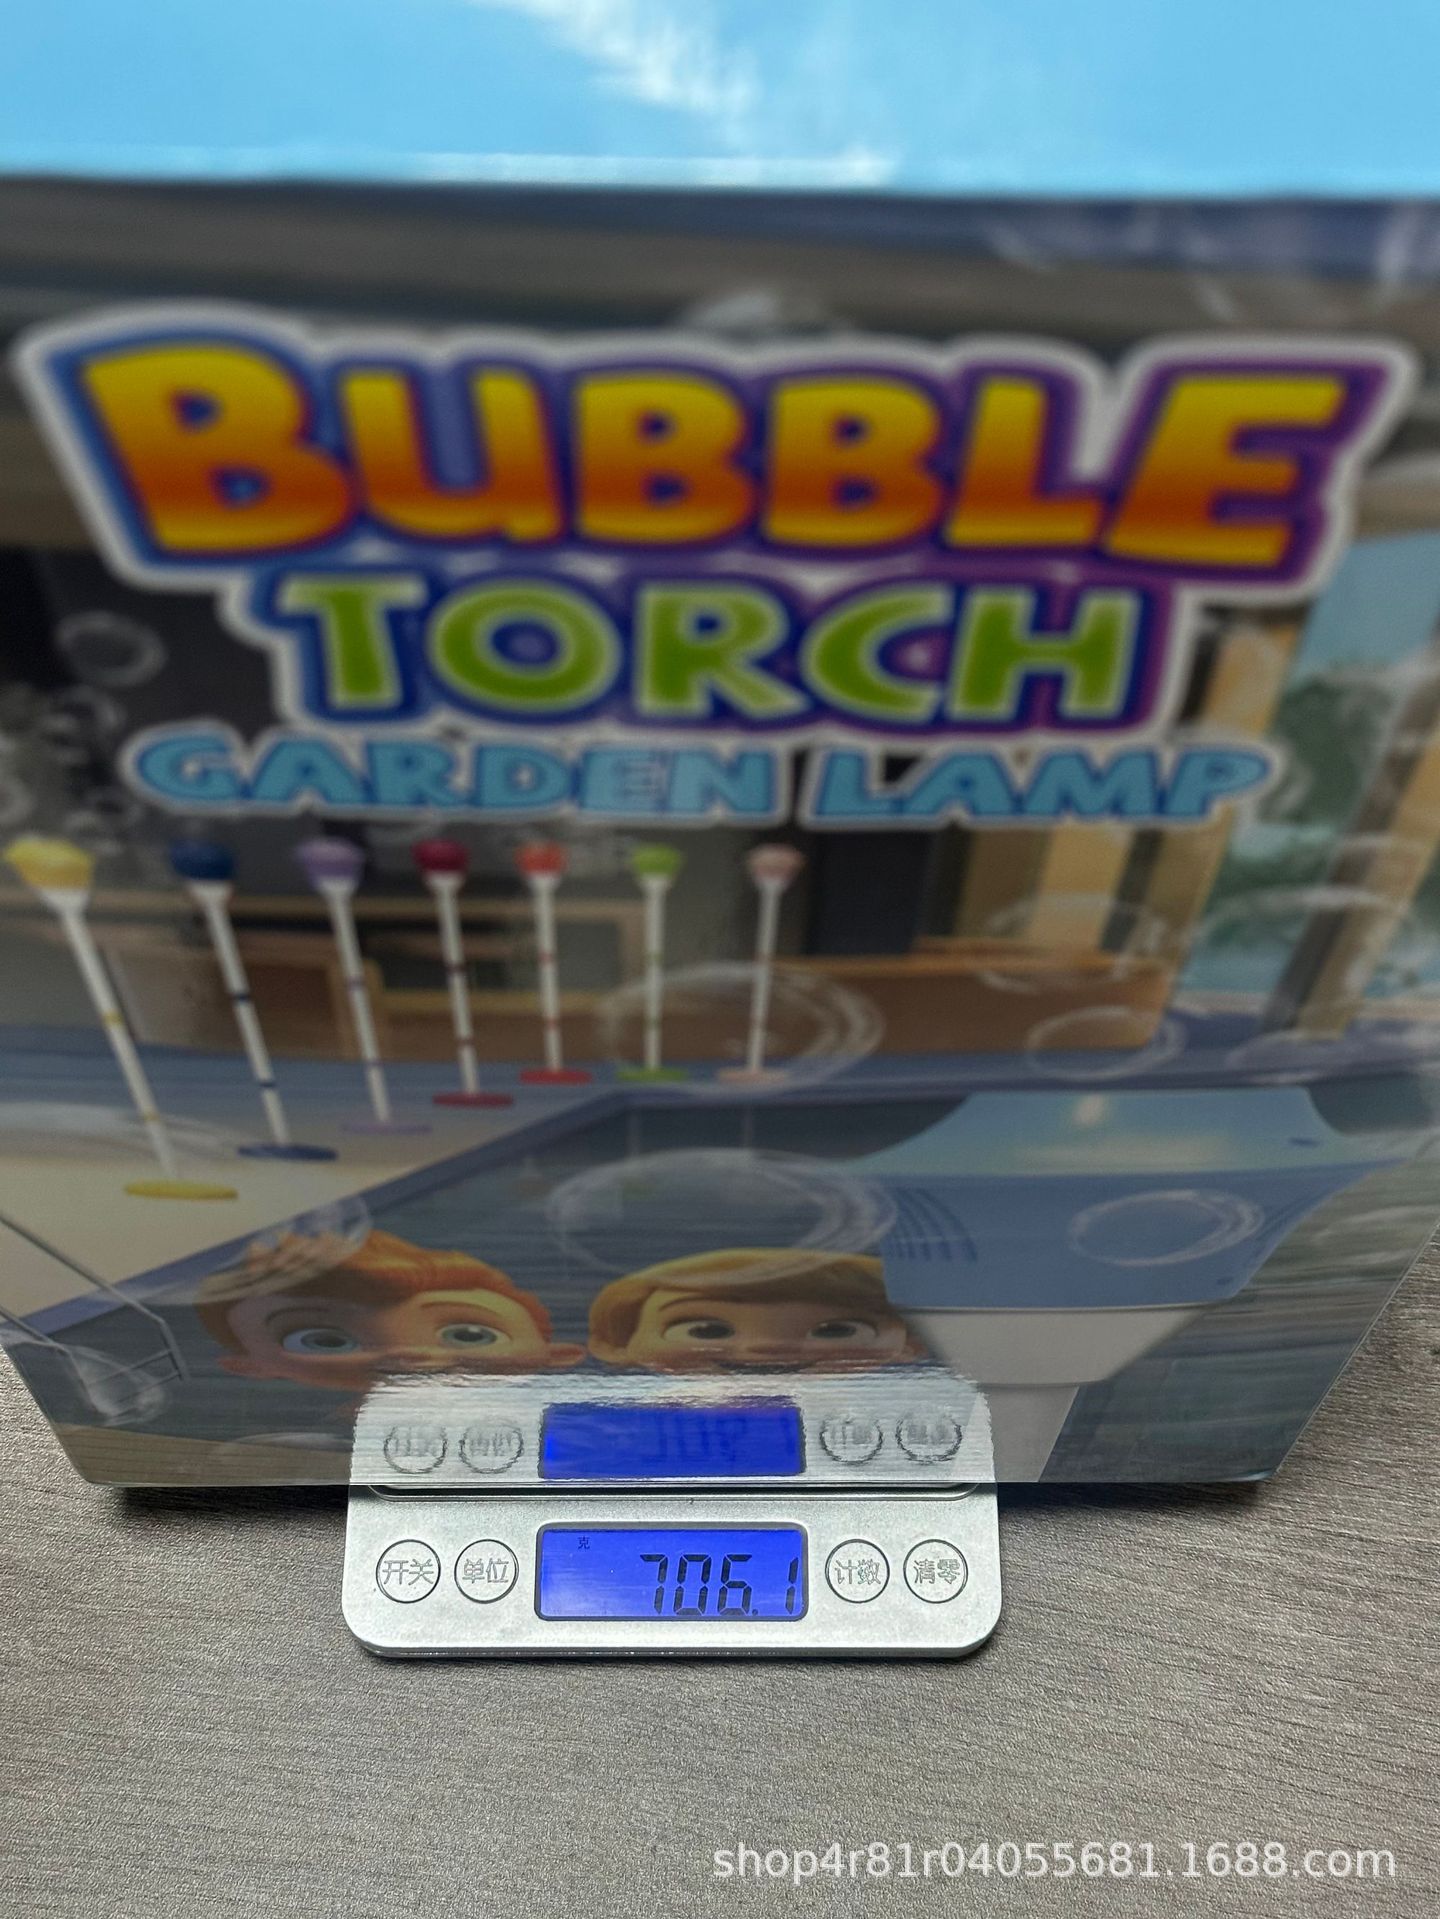 BUBBLE
TORCH
GARDEN LAMP
克
706.1
开关 单位 计数 清零
shop4r81r04055681.1688.com